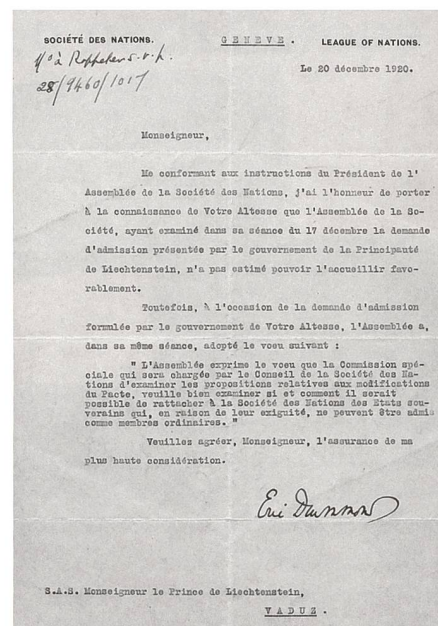 SOCIÉTÉ DES NATIONS.
GENÈVE.
LEAGUE OF NATIONS.
No à Rappeler s.v.p.
28/9460/1017
Le 20 décembre 1920.
Monseigneur,
Me conformant aux instructions du Président de l'
Assemblée de la Société des Nations, j'ai l'honneur de porter
à la connaissance de Votre Altesse que l'Assemblée de la So-
ciété, ayant examiné dans sa séance du 17 décembre la demande
d'admission présentée par le gouvernement de la Principauté
de Liechtenstein, n'a pas estimé pouvoir l'accueillir favo-
rablement.
Toutefois, à l'occasion de la demande d'admission
formulée par le gouvernement de Votre Altesse, l'Assemblée a,
dans sa même séance, adopté le voeu suivant :
" L'Assemblée exprime le voeu que la Commission spé-
ciale qui sera chargée par le Conseil de la Société des Na-
tions d'examiner les propositions relatives aux modifications
du Pacte, veuille bien examiner si et comment il serait
possible de rattacher à la Société des Nations des Etats sou-
verains qui, en raison de leur exiguité, ne peuvent être admis
comme membres ordinaires. "
Veuillez agréer, Monseigneur, l'assurance de ma
plus haute considération.
Eric Drummond
S.A.S. Monseigneur le Prince de Liechtenstein,
VADUZ.